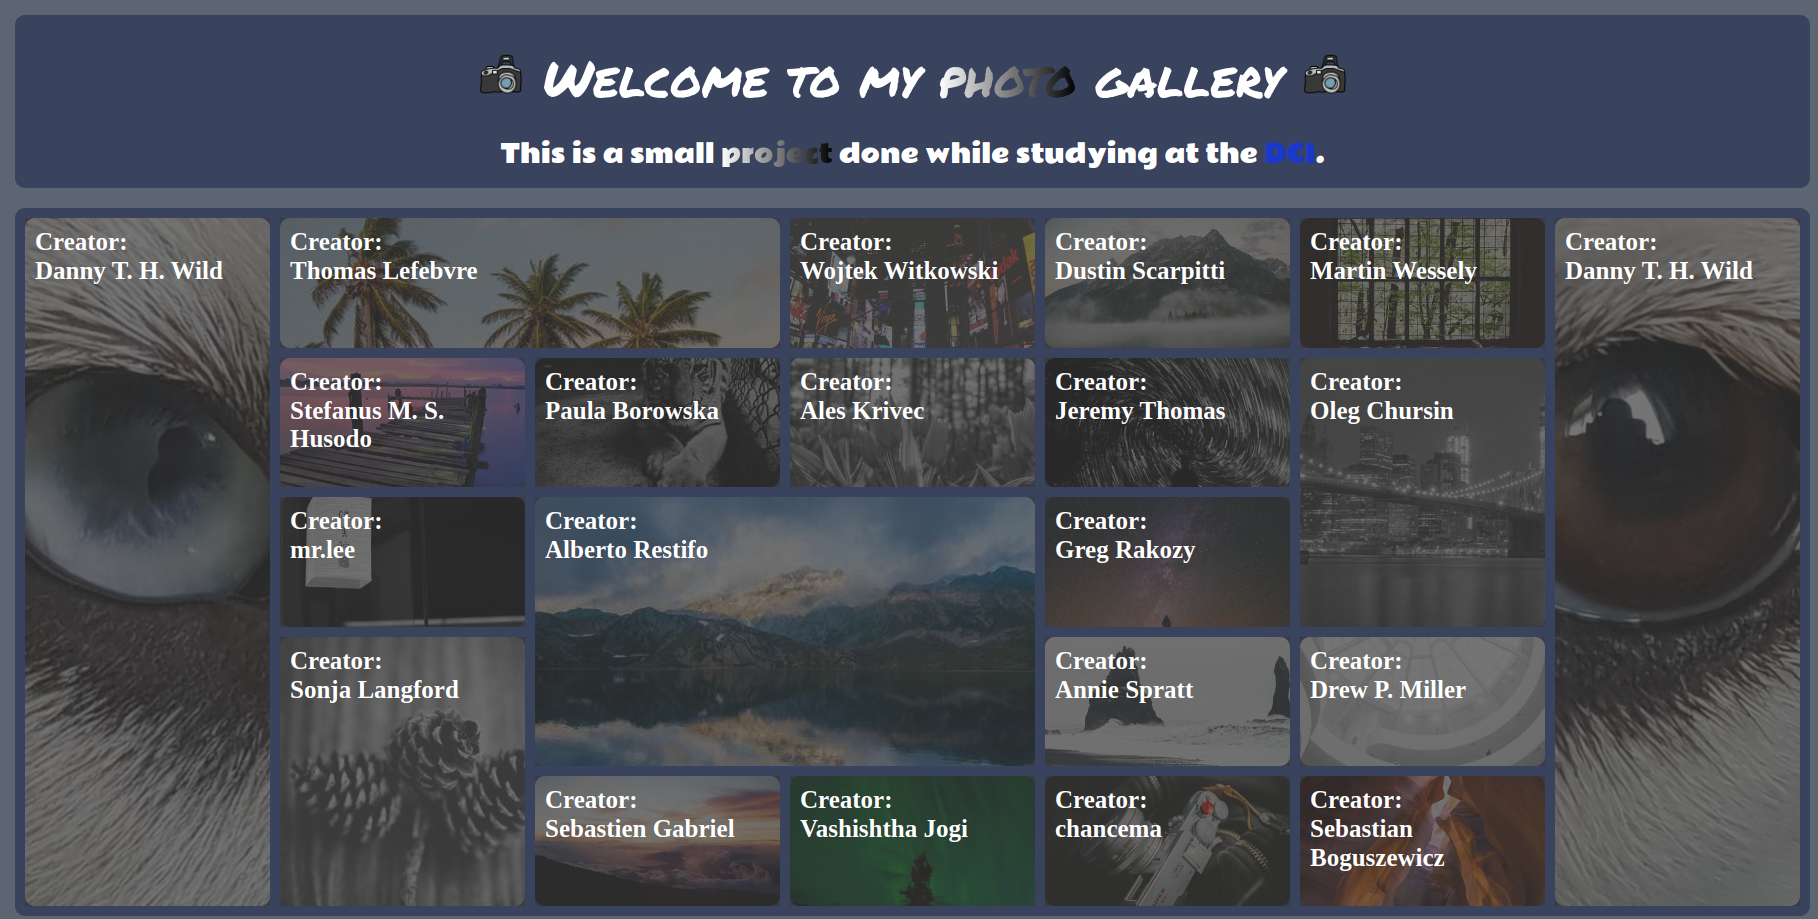 Welcome to my photo gallery
This is a small project done while studying at the DCI.
Creator:
Danny T. H. Wild
Creator:
Thomas Lefebvre
Creator:
Wojtek Witkowski
Creator:
Dustin Scarpitti
Creator:
Martin Wessely
Creator:
Danny T. H. Wild
Creator:
Stefanus M. S.
Husodo
Creator:
Paula Borowska
Creator:
Ales Krivec
Creator:
Jeremy Thomas
Creator:
Oleg Chursin
Creator:
mr.lee
Creator:
Alberto Restifo
Creator:
Greg Rakozy
Creator:
Sonja Langford
Creator:
Annie Spratt
Creator:
Drew P. Miller
Creator:
Sebastien Gabriel
Creator:
Vashishtha Jogi
Creator:
chancema
Creator:
Sebastian
Boguszewicz